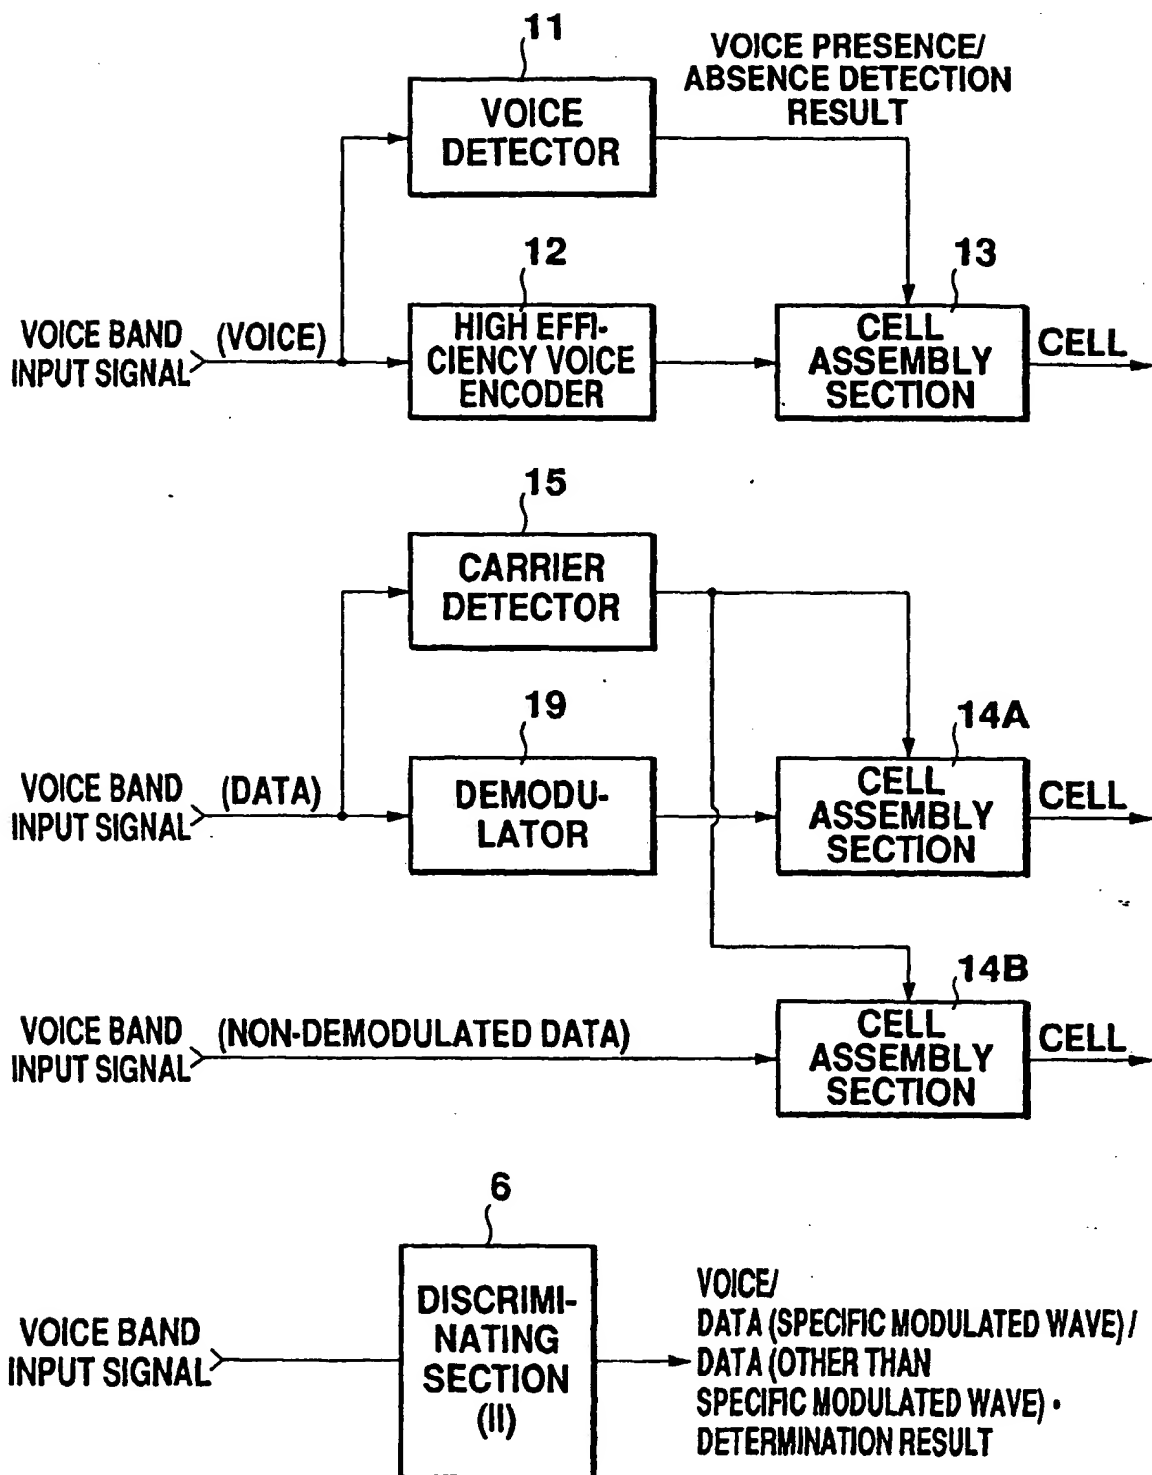 11
VOICE PRESENCE/
ABSENCE DETECTION
RESULT
VOICE
DETECTOR
12
13
VOICE BAND
INPUT SIGNAL
(VOICE)
HIGH EFFI-
CIENCY VOICE
ENCODER
CELL
ASSEMBLY
SECTION
CELL
15
CARRIER
DETECTOR
19
14A
VOICE BAND
INPUT SIGNAL
(DATA)
DEMODU-
LATOR
CELL
ASSEMBLY
SECTION
CELL
14B
VOICE BAND
INPUT SIGNAL
(NON-DEMODULATED DATA)
CELL
ASSEMBLY
SECTION
CELL
6
VOICE BAND
INPUT SIGNAL
DISCRIMI-
NATING
SECTION
(II)
VOICE/
DATA (SPECIFIC MODULATED WAVE) /
DATA (OTHER THAN
SPECIFIC MODULATED WAVE) •
DETERMINATION RESULT